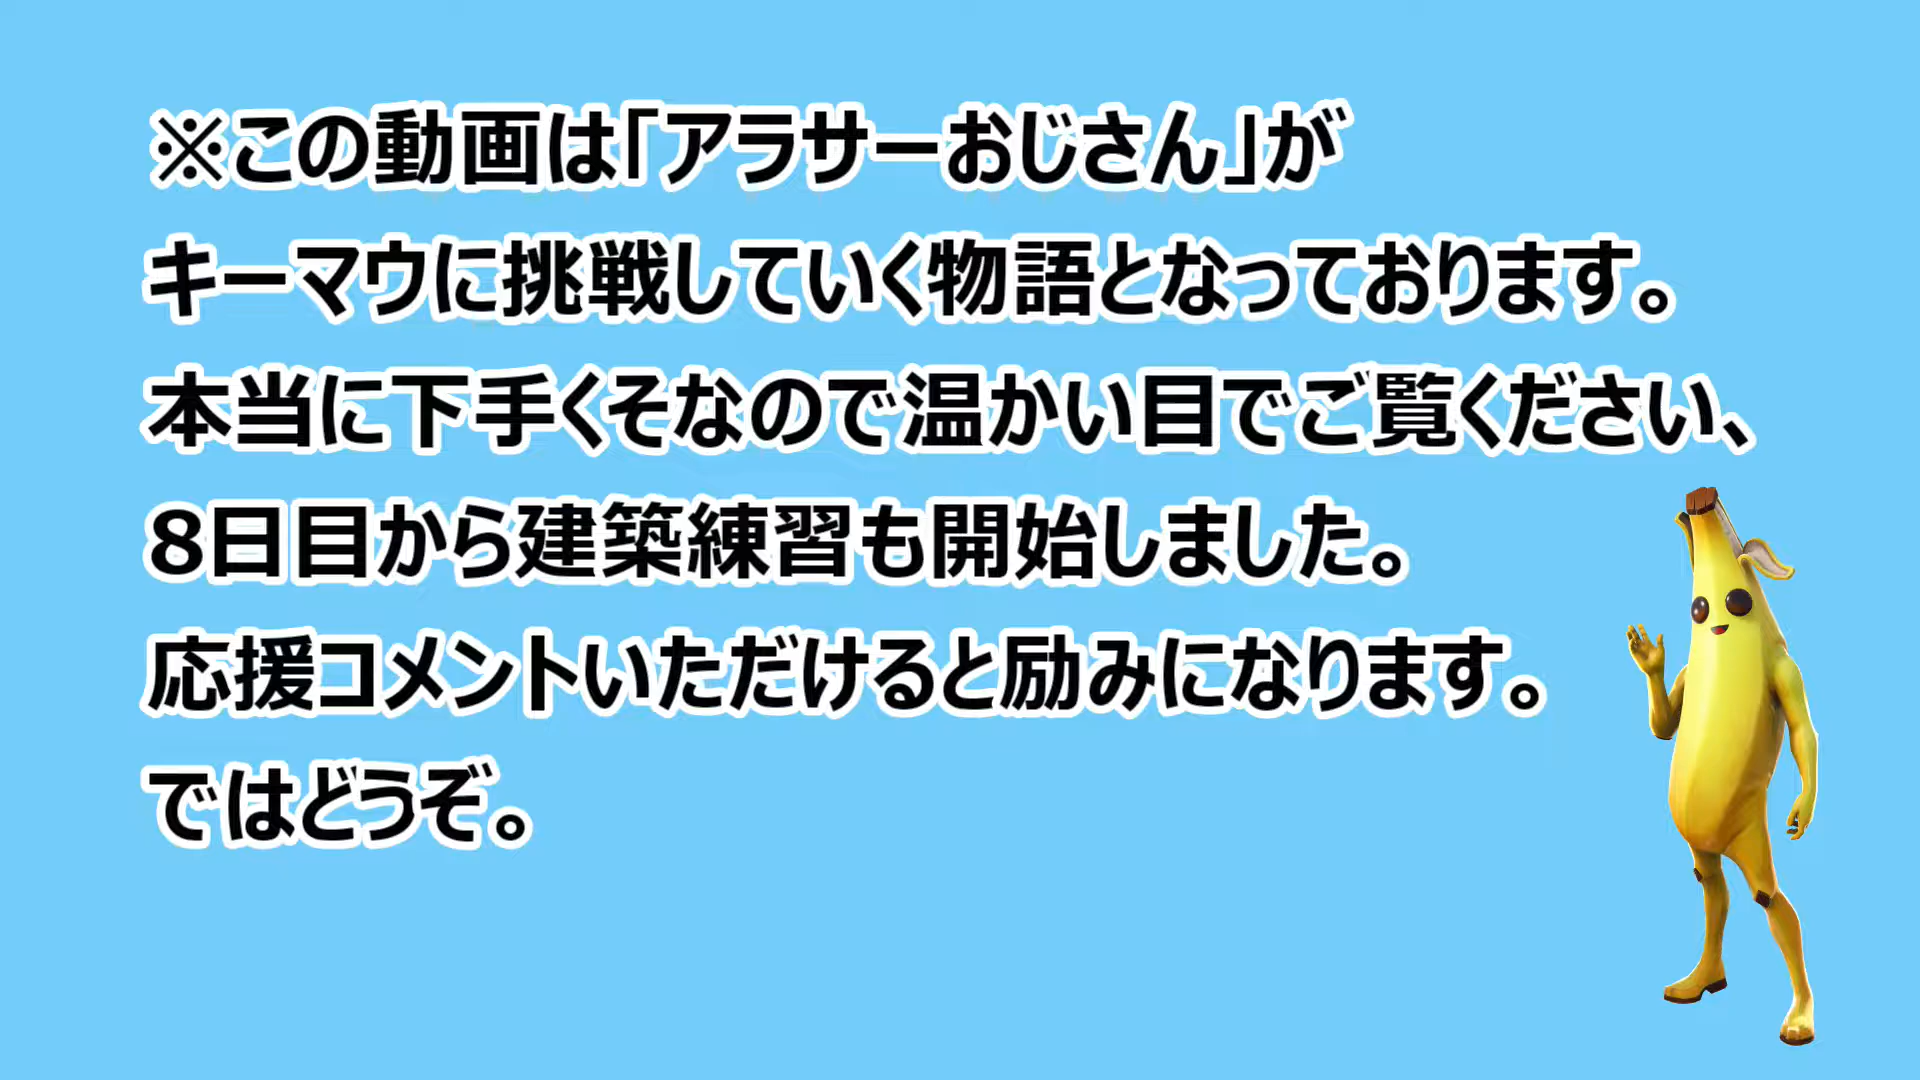 ※この動画は「アラサーおじさん」が
キーマウに挑戦していく物語となっております。
本当に下手くそなので温かい目でご覧ください、
８日目から建築練習も開始しました。
応援コメントいただけると励みになります。
ではどうぞ。